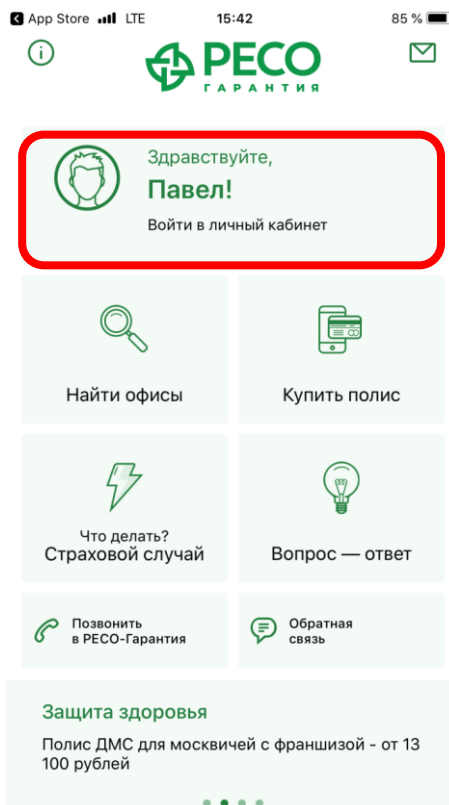 App Store LTE 15:42 85 %
РЕСО
ГАРАНТИЯ
Здравствуйте,
Павел!
Войти в личный кабинет
Найти офисы
Купить полис
Что делать?
Страховой случай
Вопрос — ответ
Позвонить
в РЕСО-Гарантия
Обратная
связь
Защита здоровья
Полис ДМС для москвичей с франшизой - от 13
100 рублей